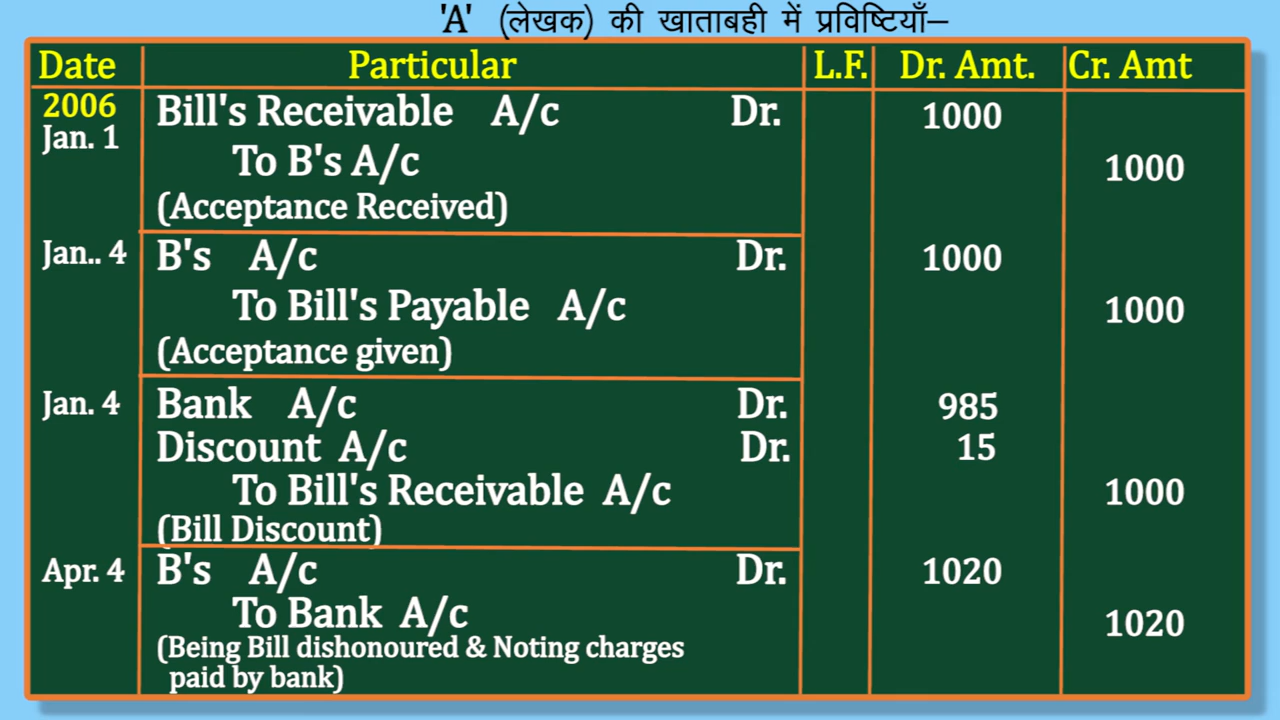 'A' (लेखक) की खाताबही में प्रविष्टियाँ–
Date Particular L.F. Dr. Amt. Cr. Amt
2006 Bill's Receivable A/c Dr. 1000
Jan. 1
To B's A/c 1000
(Acceptance Received)
Jan.. 4 B's A/c Dr. 1000
To Bill's Payable A/c 1000
(Acceptance given)
Jan. 4 Bank A/c Dr. 985
Discount A/c Dr. 15
To Bill's Receivable A/c 1000
(Bill Discount)
Apr. 4 B's A/c Dr. 1020
To Bank A/c 1020
(Being Bill dishonoured & Noting charges
paid by bank)